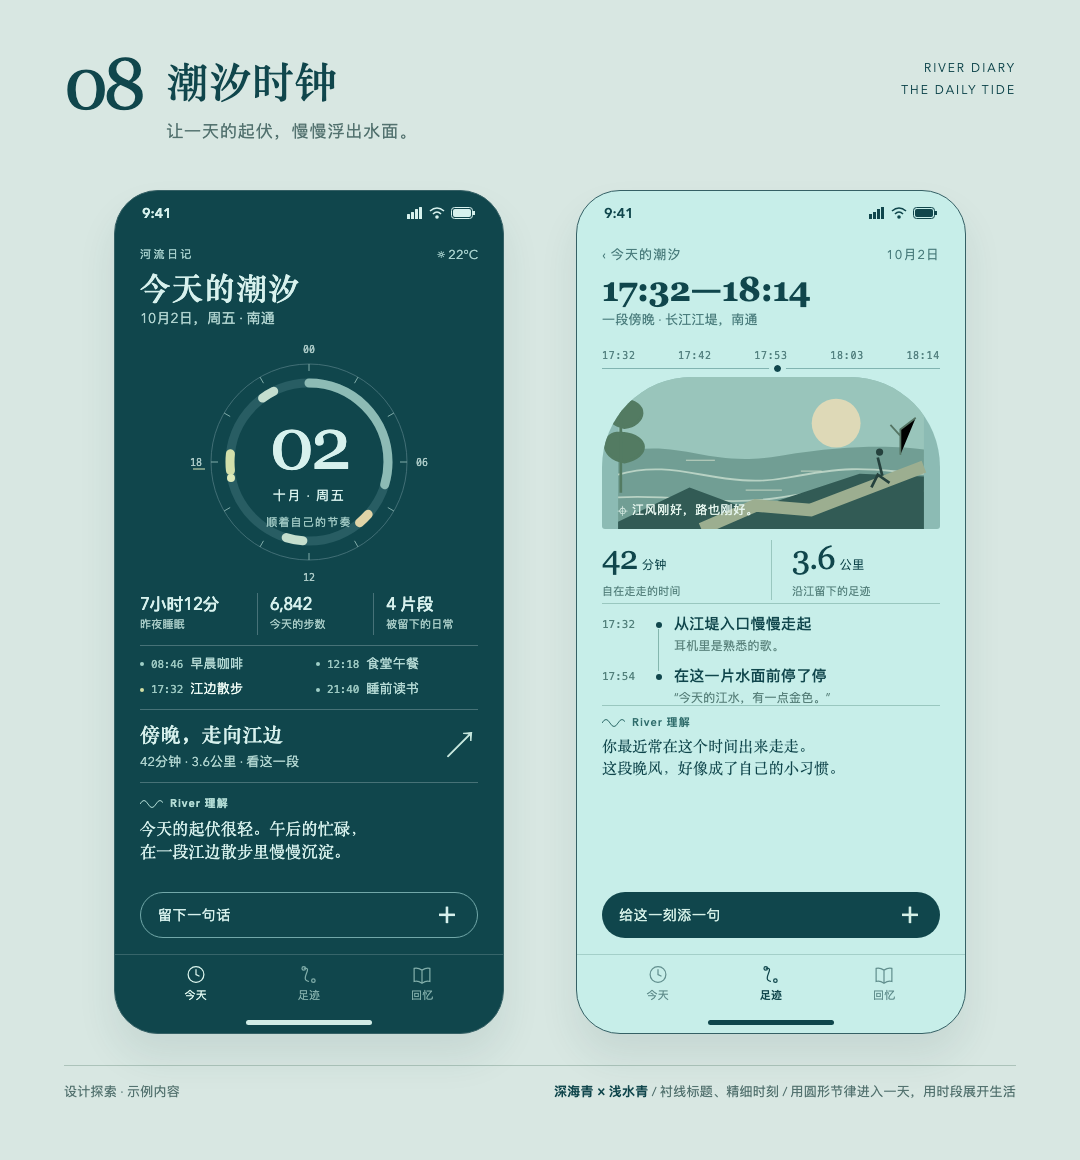 08
潮汐时钟
让一天的起伏，慢慢浮出水面。
RIVER DIARY
THE DAILY TIDE
9:41
河流日记
22°C
今天的潮汐
10月2日，周五 · 南通
00
06
12
18
02
十月 · 周五
顺着自己的节奏
7小时12分
昨夜睡眠
6,842
今天的步数
4 片段
被留下的日常
08:46 早晨咖啡
12:18 食堂午餐
17:32 江边散步
21:40 睡前读书
傍晚，走向江边
42分钟 · 3.6公里 · 看这一段
River 理解
今天的起伏很轻。午后的忙碌，
在一段江边散步里慢慢沉淀。
留下一句话
今天
足迹
回忆
9:41
‹ 今天的潮汐
10月2日
17:32—18:14
一段傍晚 · 长江江堤，南通
17:32 17:42 17:53 18:03 18:14
江风刚好，路也刚好。
42 分钟
自在走走的时间
3.6 公里
沿江留下的足迹
17:32 从江堤入口慢慢走起
耳机里是熟悉的歌。
17:54 在这一片水面前停了停
“今天的江水，有一点金色。”
River 理解
你最近常在这个时间出来走走。
这段晚风，好像成了自己的小习惯。
给这一刻添一句
今天
足迹
回忆
设计探索 · 示例内容
深海青 × 浅水青 / 衬线标题、精细时刻 / 用圆形节律进入一天，用时段展开生活